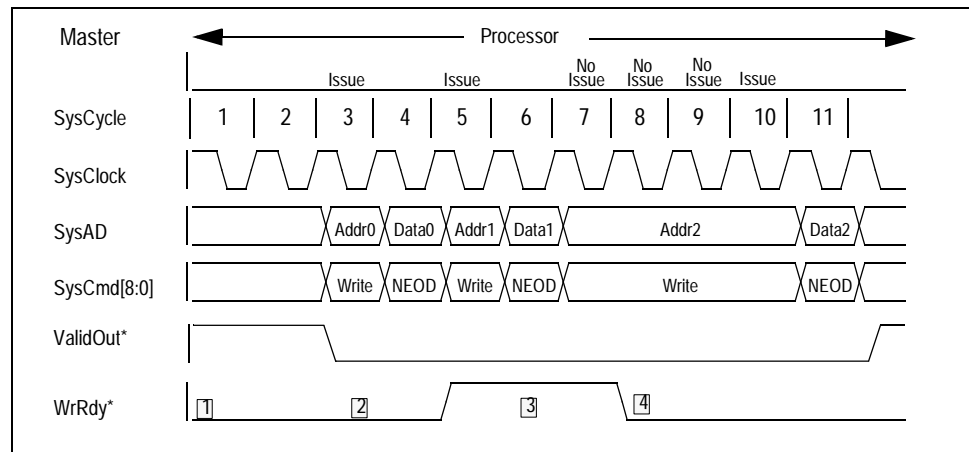 Master Processor
No No No
Issue Issue Issue Issue Issue Issue
SysCycle 1 2 3 4 5 6 7 8 9 10 11
SysClock
SysAD Addr0 Data0 Addr1 Data1 Addr2 Data2
SysCmd[8:0] Write NEOD Write NEOD Write NEOD
ValidOut*
WrRdy* 1 2 3 4